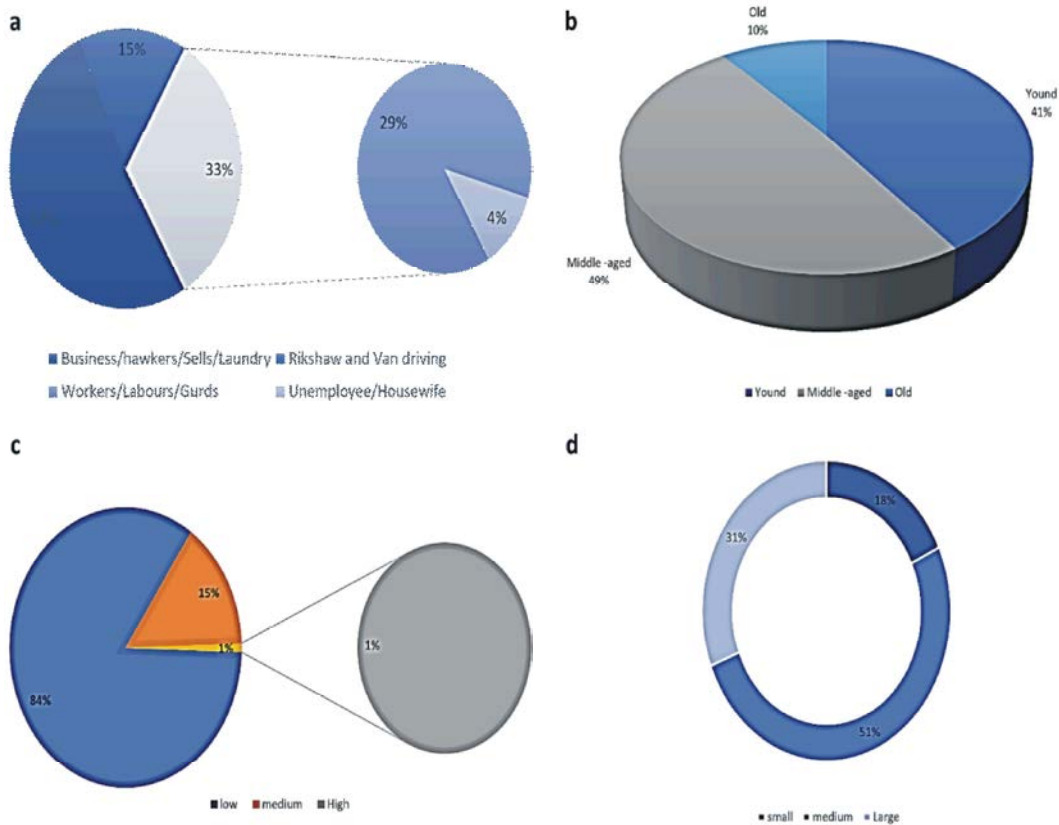 a
15%
33%
29%
4%
Business/hawkers/Sells/Laundry Rikshaw and Van driving
Workers/Labours/Gurds Unemployee/Housewife
b
Old
10%
Yound
41%
Middle -aged
49%
Yound Middle -aged Old
c
15%
1%
84%
1%
low medium High
d
18%
31%
51%
small medium Large